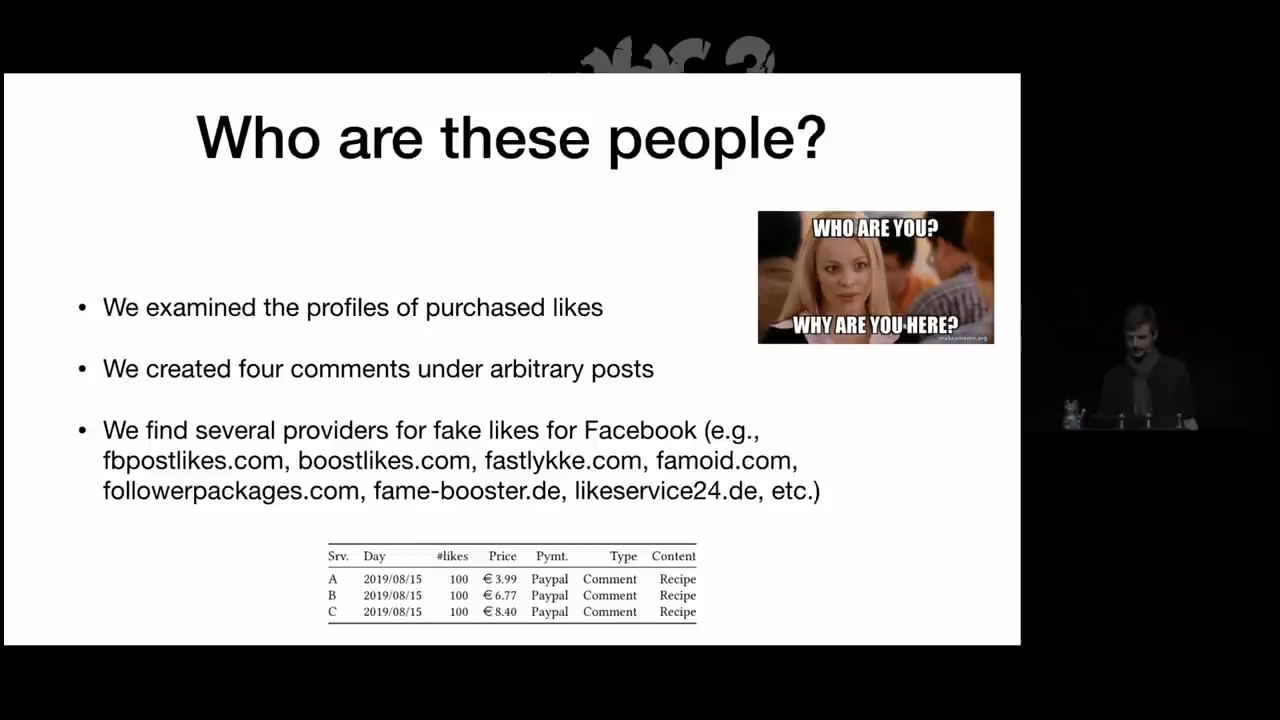 Who are these people?
WHO ARE YOU?
WHY ARE YOU HERE?
makeameme.org
• We examined the profiles of purchased likes
• We created four comments under arbitrary posts
• We find several providers for fake likes for Facebook (e.g.,
fbpostlikes.com, boostlikes.com, fastlykke.com, famoid.com,
followerpackages.com, fame-booster.de, likeservice24.de, etc.)
Srv. Day #likes Price Pymt. Type Content
A 2019/08/15 100 €3.99 Paypal Comment Recipe
B 2019/08/15 100 €6.77 Paypal Comment Recipe
C 2019/08/15 100 €8.40 Paypal Comment Recipe